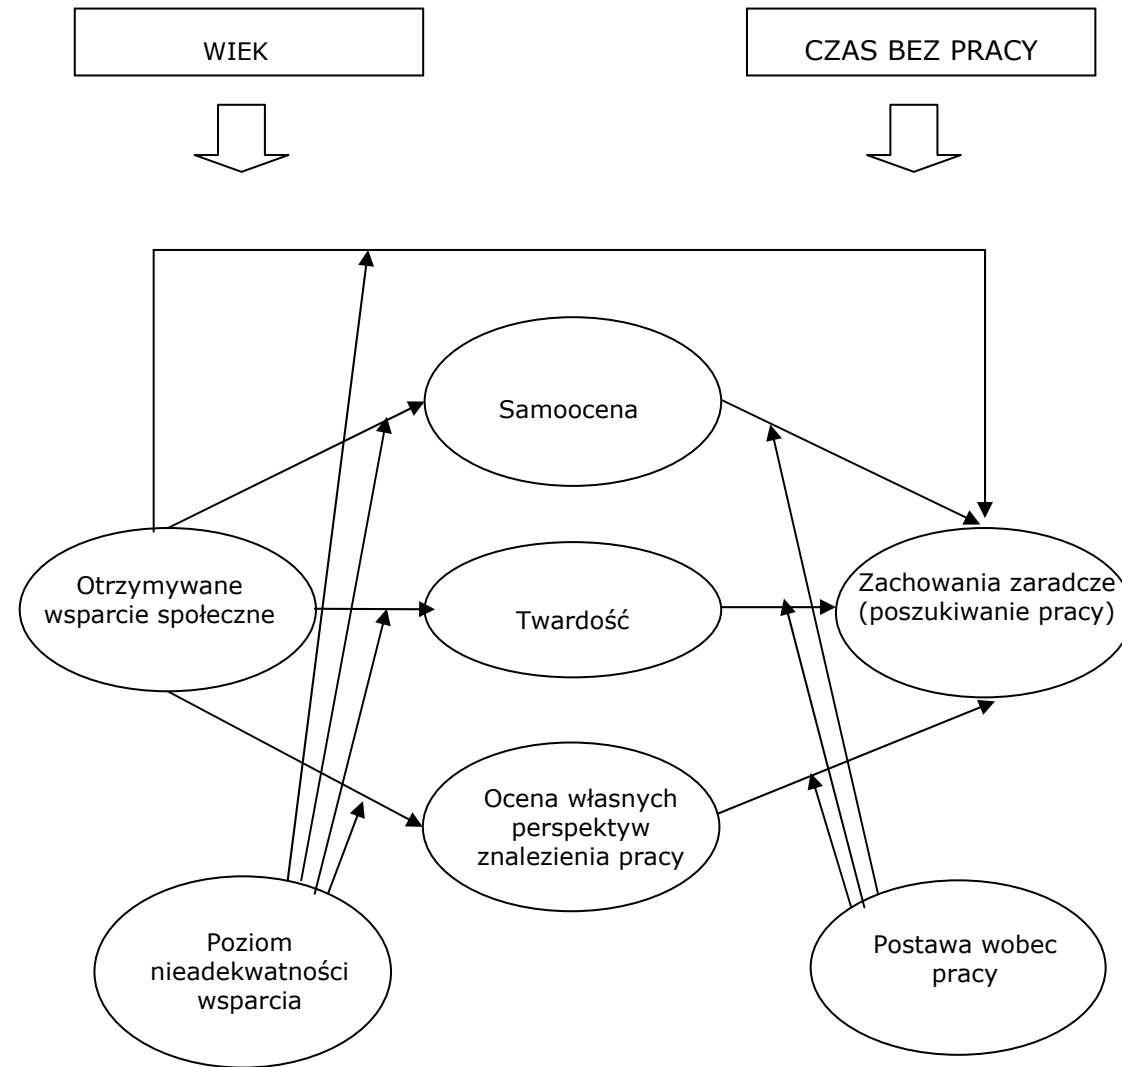 WIEK
CZAS BEZ PRACY
Samoocena
Otrzymywane
wsparcie społeczne
Twardość
Zachowania zaradcze
(poszukiwanie pracy)
Ocena własnych
perspektyw
znalezienia pracy
Poziom
nieadekwatności
wsparcia
Postawa wobec
pracy